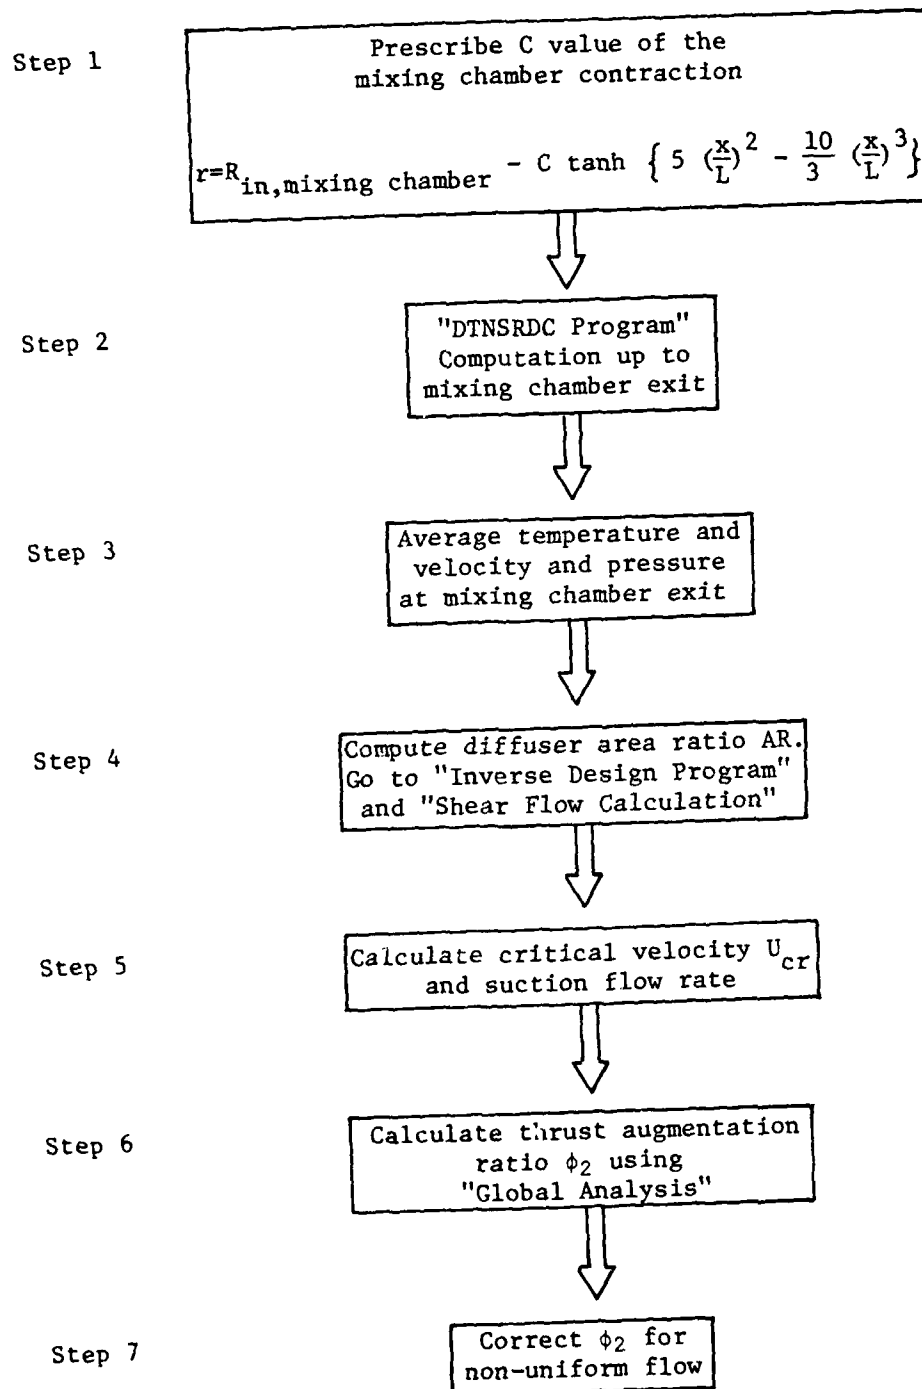 Step 1
Prescribe C value of the
mixing chamber contraction
r=R_{in,mixing chamber} - C tanh { 5 (x/L)^2 - 10/3 (x/L)^3 }
Step 2
"DTNSRDC Program"
Computation up to
mixing chamber exit
Step 3
Average temperature and
velocity and pressure
at mixing chamber exit
Step 4
Compute diffuser area ratio AR.
Go to "Inverse Design Program"
and "Shear Flow Calculation"
Step 5
Calculate critical velocity U_{cr}
and suction flow rate
Step 6
Calculate thrust augmentation
ratio ϕ₂ using
"Global Analysis"
Step 7
Correct ϕ₂ for
non-uniform flow